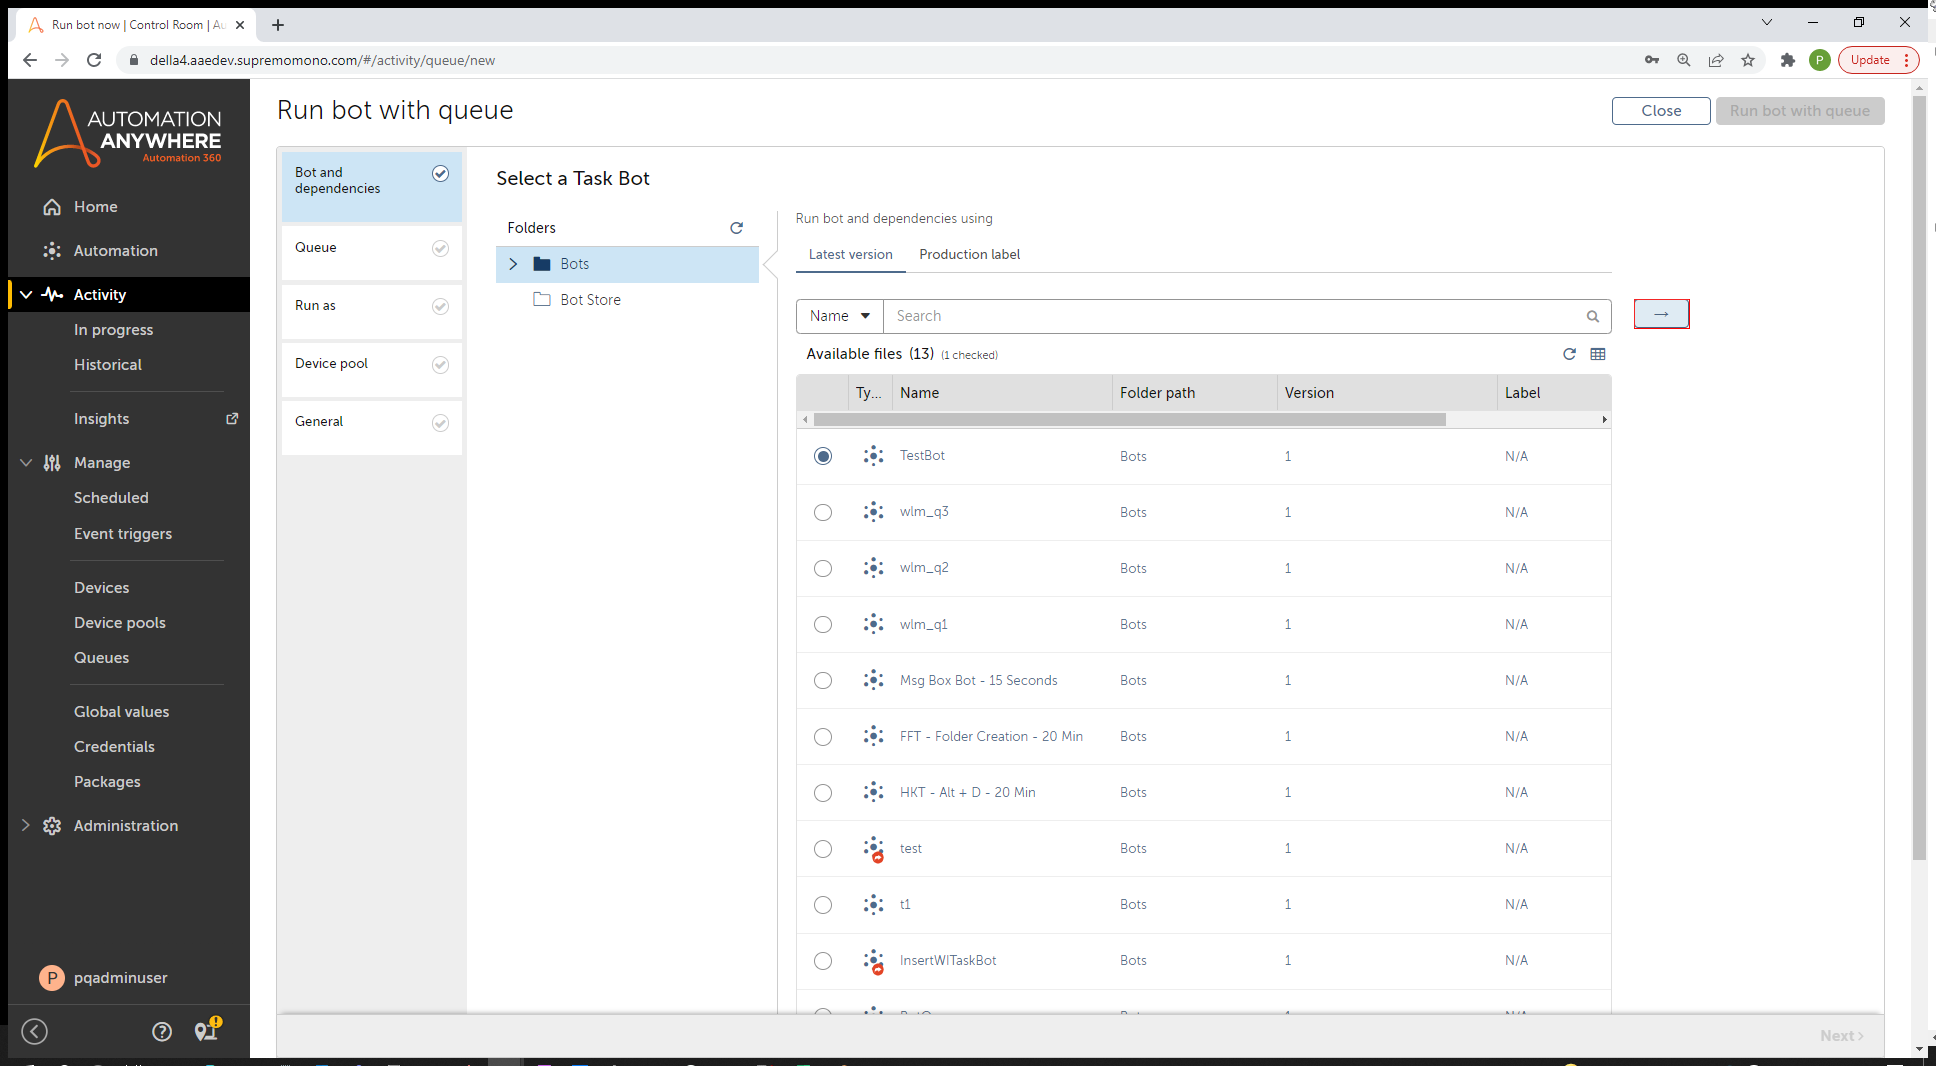 Run bot now | Control Room | Au
della4.aaedev.supremomono.com/#/activity/queue/new
P
Update
AUTOMATION
ANYWHERE
Automation 360
Home
Automation
Activity
In progress
Historical
Insights
Manage
Scheduled
Event triggers
Devices
Device pools
Queues
Global values
Credentials
Packages
Administration
P pqadminuser
Run bot with queue
Close
Run bot with queue
Bot and
dependencies
Queue
Run as
Device pool
General
Select a Task Bot
Folders
Bots
Bot Store
Run bot and dependencies using
Latest version Production label
Name Search
→
Available files (13) (1 checked)
Ty... Name Folder path Version Label
TestBot Bots 1 N/A
wlm_q3 Bots 1 N/A
wlm_q2 Bots 1 N/A
wlm_q1 Bots 1 N/A
Msg Box Bot - 15 Seconds Bots 1 N/A
FFT - Folder Creation - 20 Min Bots 1 N/A
HKT - Alt + D - 20 Min Bots 1 N/A
test Bots 1 N/A
t1 Bots 1 N/A
InsertWITaskBot Bots 1 N/A
Next